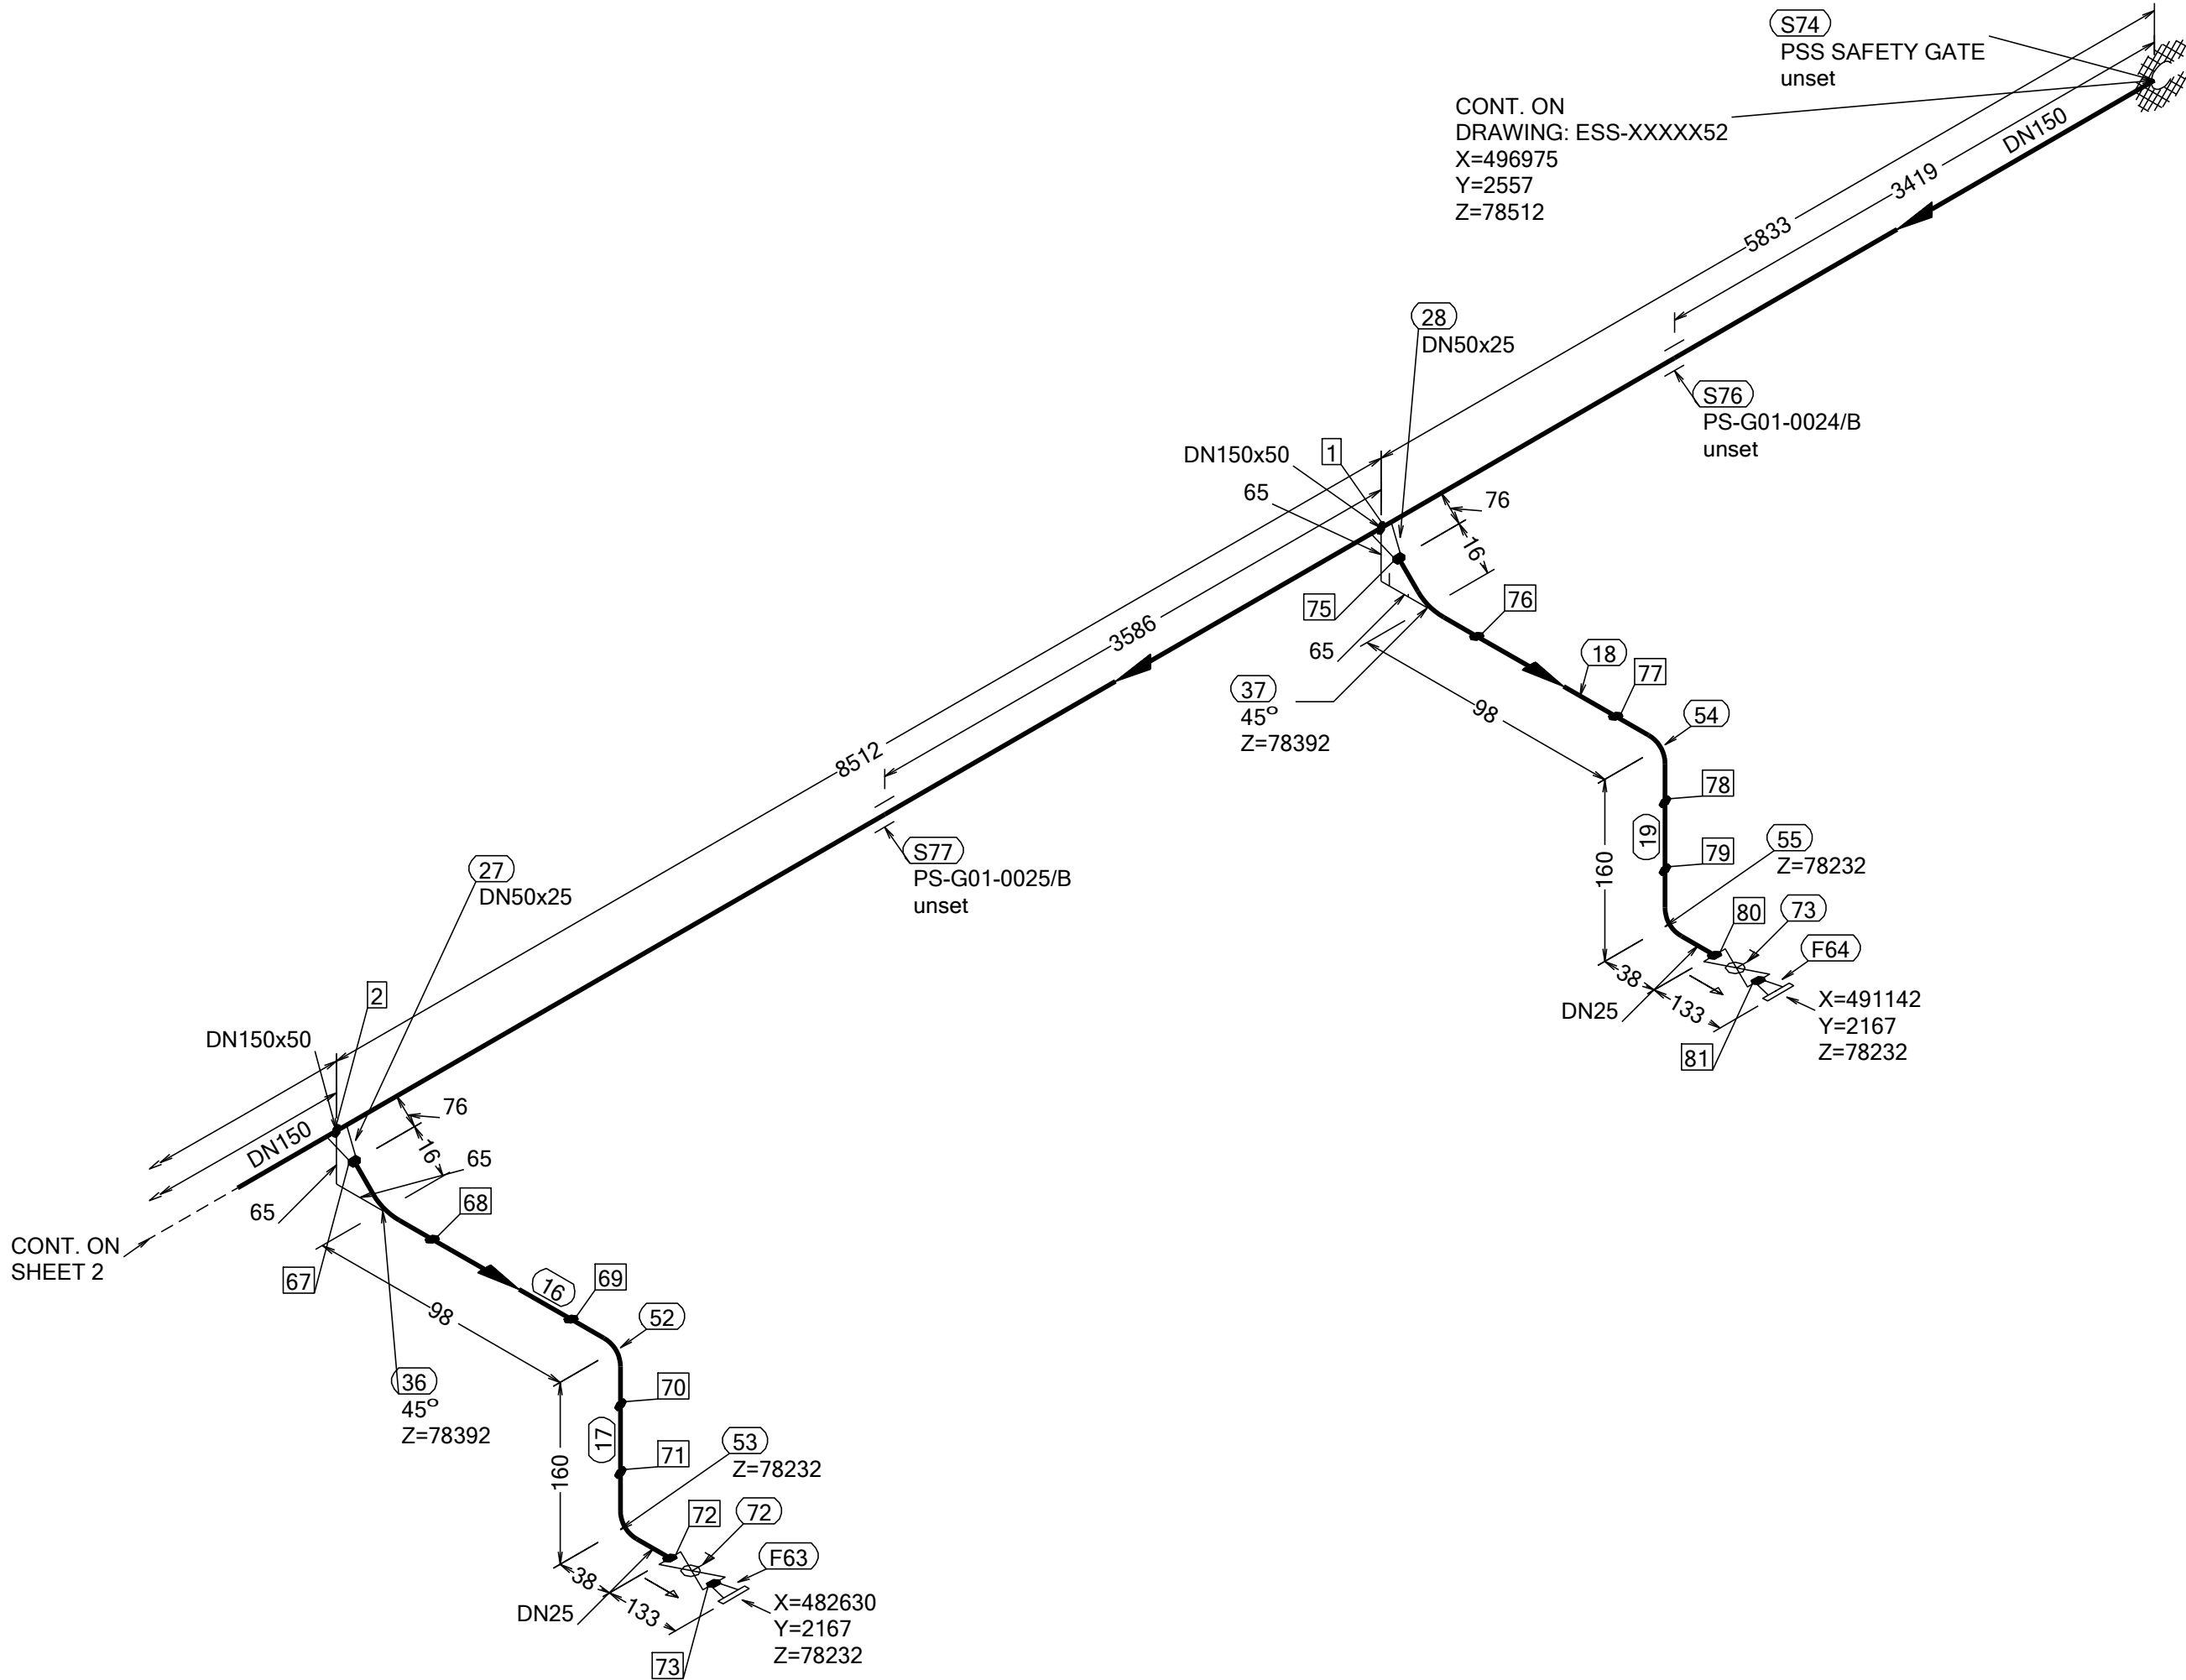 S74
PSS SAFETY GATE
unset
CONT. ON
DRAWING: ESS-XXXXX52
X=496975
Y=2557
Z=78512
DN150
3419
5833
28
DN50x25
S76
PS-G01-0024/B
unset
DN150x50
1
65
76
16
75
76
65
18
77
37
45°
Z=78392
98
54
3586
8512
78
19
79
55
Z=78232
160
80
73
F64
38
133
DN25
X=491142
Y=2167
Z=78232
81
S77
PS-G01-0025/B
unset
27
DN50x25
2
DN150x50
76
16
DN150
65
65
68
CONT. ON
SHEET 2
67
16
69
98
52
36
45°
Z=78392
70
17
71
53
Z=78232
160
72
72
F63
38
133
DN25
X=482630
Y=2167
Z=78232
73